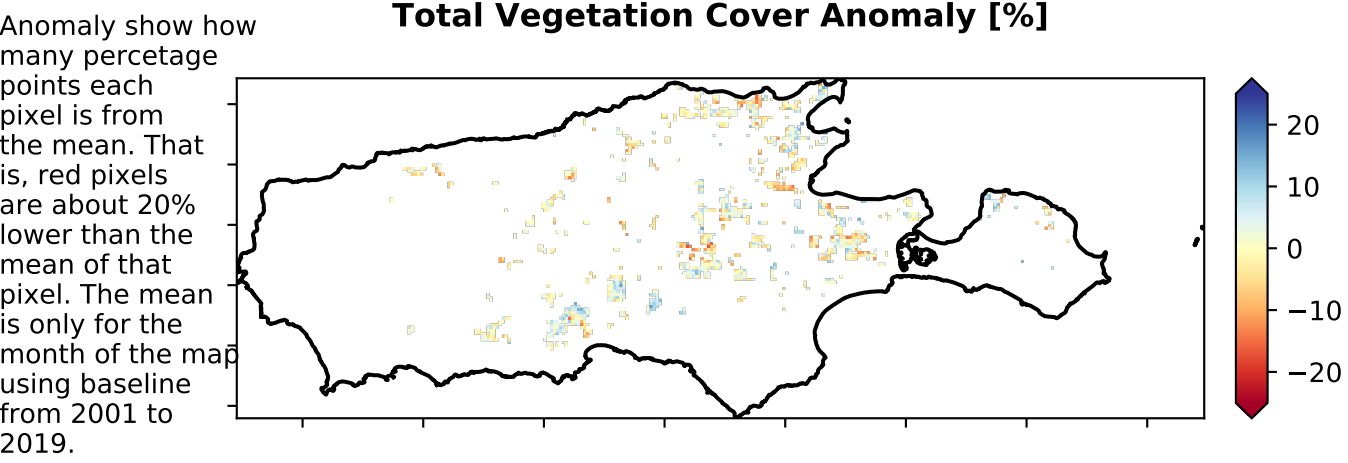 Total Vegetation Cover Anomaly [%]
Anomaly show how
many percetage
points each
pixel is from
the mean. That
is, red pixels
are about 20%
lower than the
mean of that
pixel. The mean
is only for the
month of the map
using baseline
from 2001 to
2019.
20
10
0
−10
−20